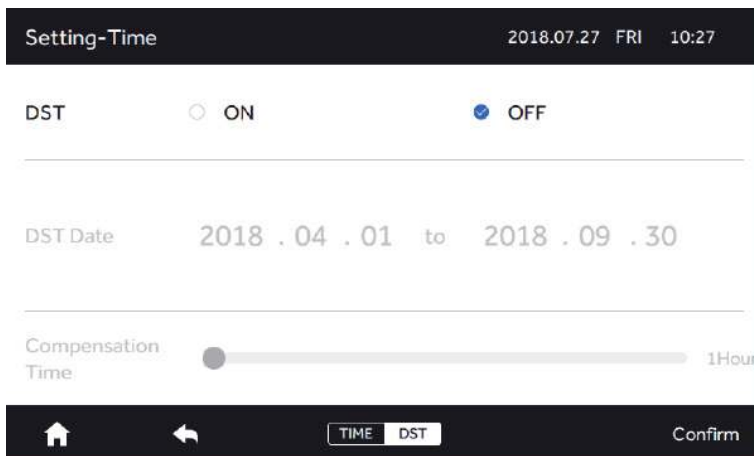 Setting-Time 2018.07.27 FRI 10:27
DST ON OFF
DST Date 2018 . 04 . 01 to 2018 . 09 . 30
Compensation
Time 1Hour
TIME DST Confirm